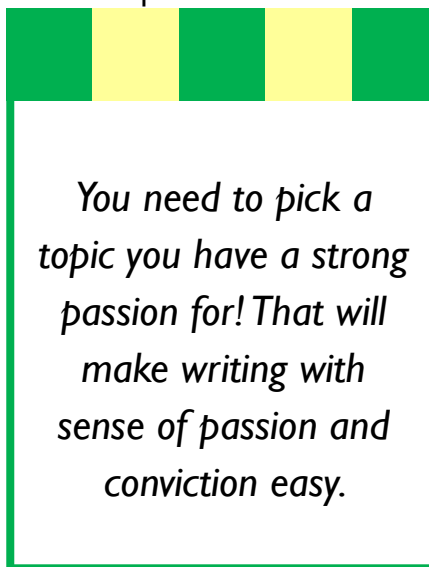 You need to pick a
topic you have a strong
passion for! That will
make writing with
sense of passion and
conviction easy.